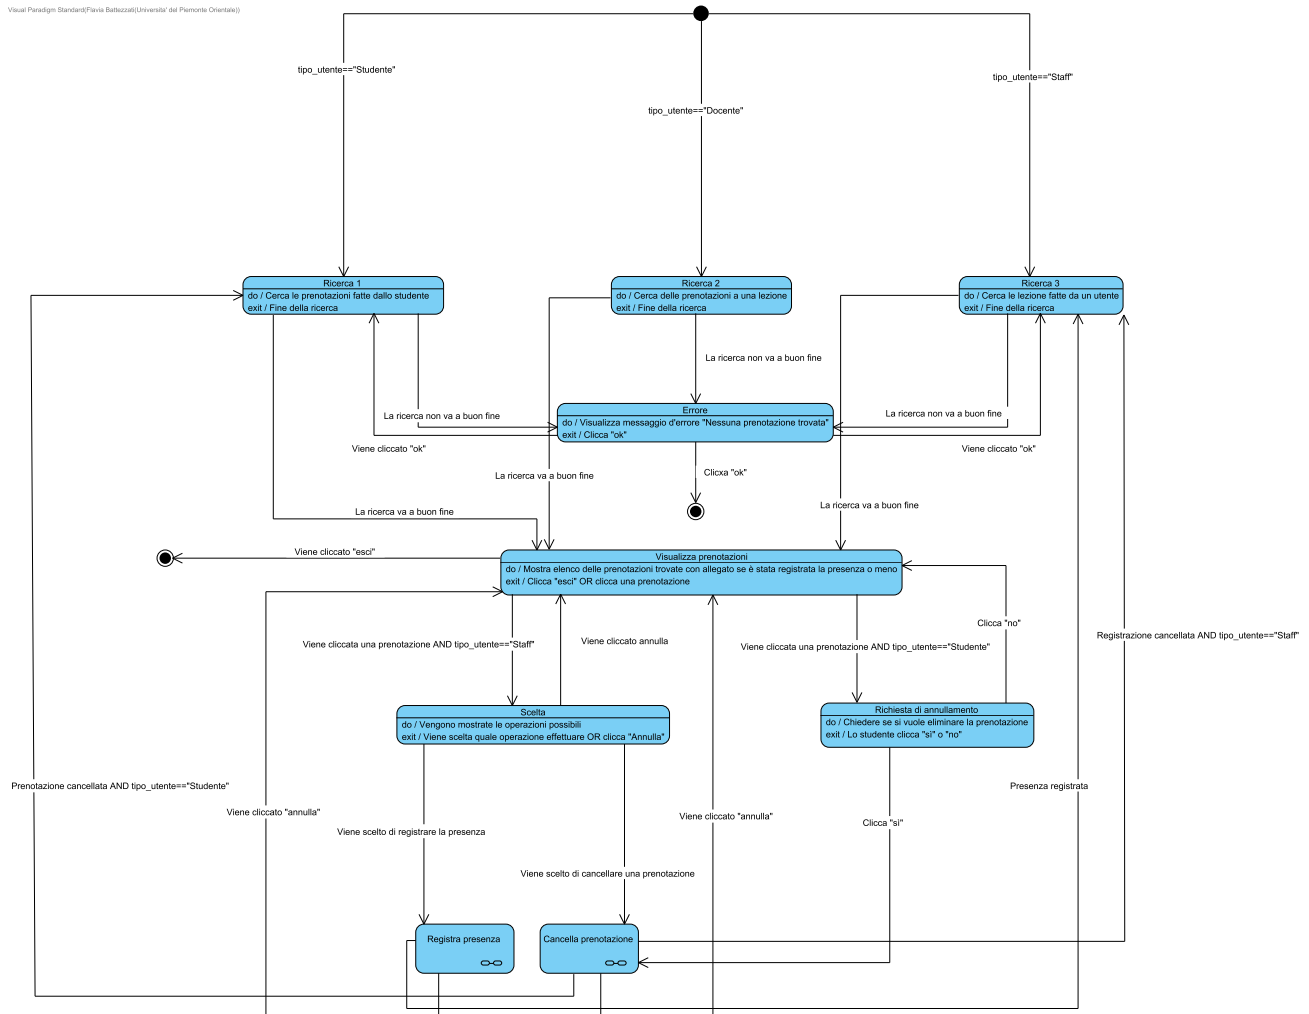 Visual Paradigm Standard(Flavia Battezzati(Universita' del Piemonte Orientale))
tipo_utente=="Studente"
tipo_utente=="Staff"
tipo_utente=="Docente"
Ricerca 1
do / Cerca le prenotazioni fatte dallo studente
exit / Fine della ricerca
Ricerca 2
do / Cerca delle prenotazioni a una lezione
exit / Fine della ricerca
Ricerca 3
do / Cerca le lezione fatte da un utente
exit / Fine della ricerca
La ricerca non va a buon fine
Errore
do / Visualizza messaggio d'errore "Nessuna prenotazione trovata"
exit / Clicca "ok"
La ricerca non va a buon fine
La ricerca non va a buon fine
Viene cliccato "ok"
Viene cliccato "ok"
Clicxa "ok"
La ricerca va a buon fine
La ricerca va a buon fine
La ricerca va a buon fine
Viene cliccato "esci"
Visualizza prenotazioni
do / Mostra elenco delle prenotazioni trovate con allegato se è stata registrata la presenza o meno
exit / Clicca "esci" OR clicca una prenotazione
Clicca "no"
Registrazione cancellata AND tipo_utente=="Staff"
Viene cliccata una prenotazione AND tipo_utente=="Staff"
Viene cliccato annulla
Viene cliccata una prenotazione AND tipo_utente=="Studente"
Scelta
do / Vengono mostrate le operazioni possibili
exit / Viene scelta quale operazione effettuare OR clicca "Annulla"
Richiesta di annullamento
do / Chiedere se si vuole eliminare la prenotazione
exit / Lo studente clicca "si" o "no"
Prenotazione cancellata AND tipo_utente=="Studente"
Presenza registrata
Viene cliccato "annulla"
Viene cliccato "annulla"
Clicca "si"
Viene scelto di registrare la presenza
Viene scelto di cancellare una prenotazione
Registra presenza
Cancella prenotazione